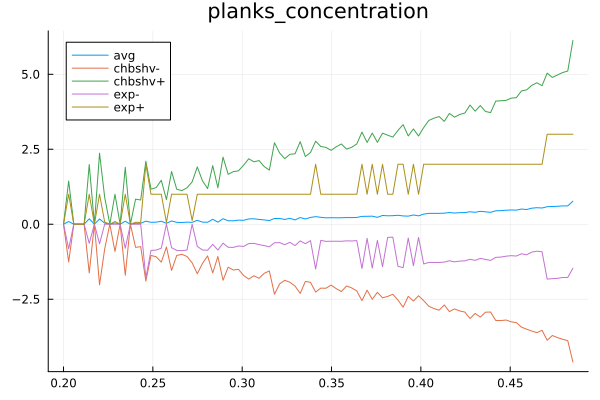 planks_concentration
avg
chbshv-
chbshv+
exp-
exp+
5.0
2.5
0.0
−2.5
0.20 0.25 0.30 0.35 0.40 0.45